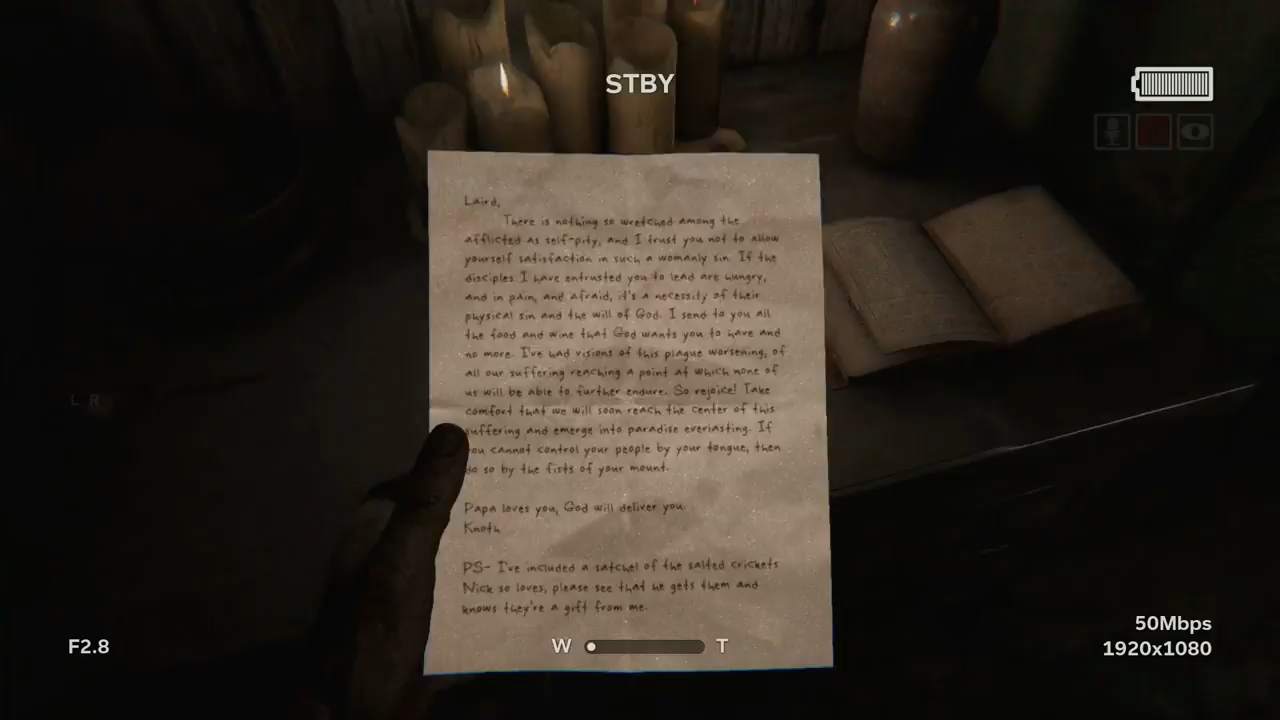 STBY
Laird,
There is nothing so wretched among the
afflicted as self-pity, and I trust you not to allow
yourself satisfaction in such a womanly sin. If the
disciples I have entrusted you to lead are hungry,
and in pain, and afraid, it's a necessity of their
physical sin and the will of God. I send to you all
the food and wine that God wants you to have and
no more. I've had visions of this plague worsening, of
all our suffering reaching a point at which none of
us will be able to further endure. So rejoice! Take
comfort that we will soon reach the center of this
suffering and emerge into paradise everlasting. If
you cannot control your people by your tongue, then
do so by the fists of your mount.
Papa loves you, God will deliver you.
Knoth
PS- I've included a satchel of the salted crickets
Nick so loves, please see that he gets them and
knows they're a gift from me.
L R
F2.8
W T
50Mbps
1920x1080